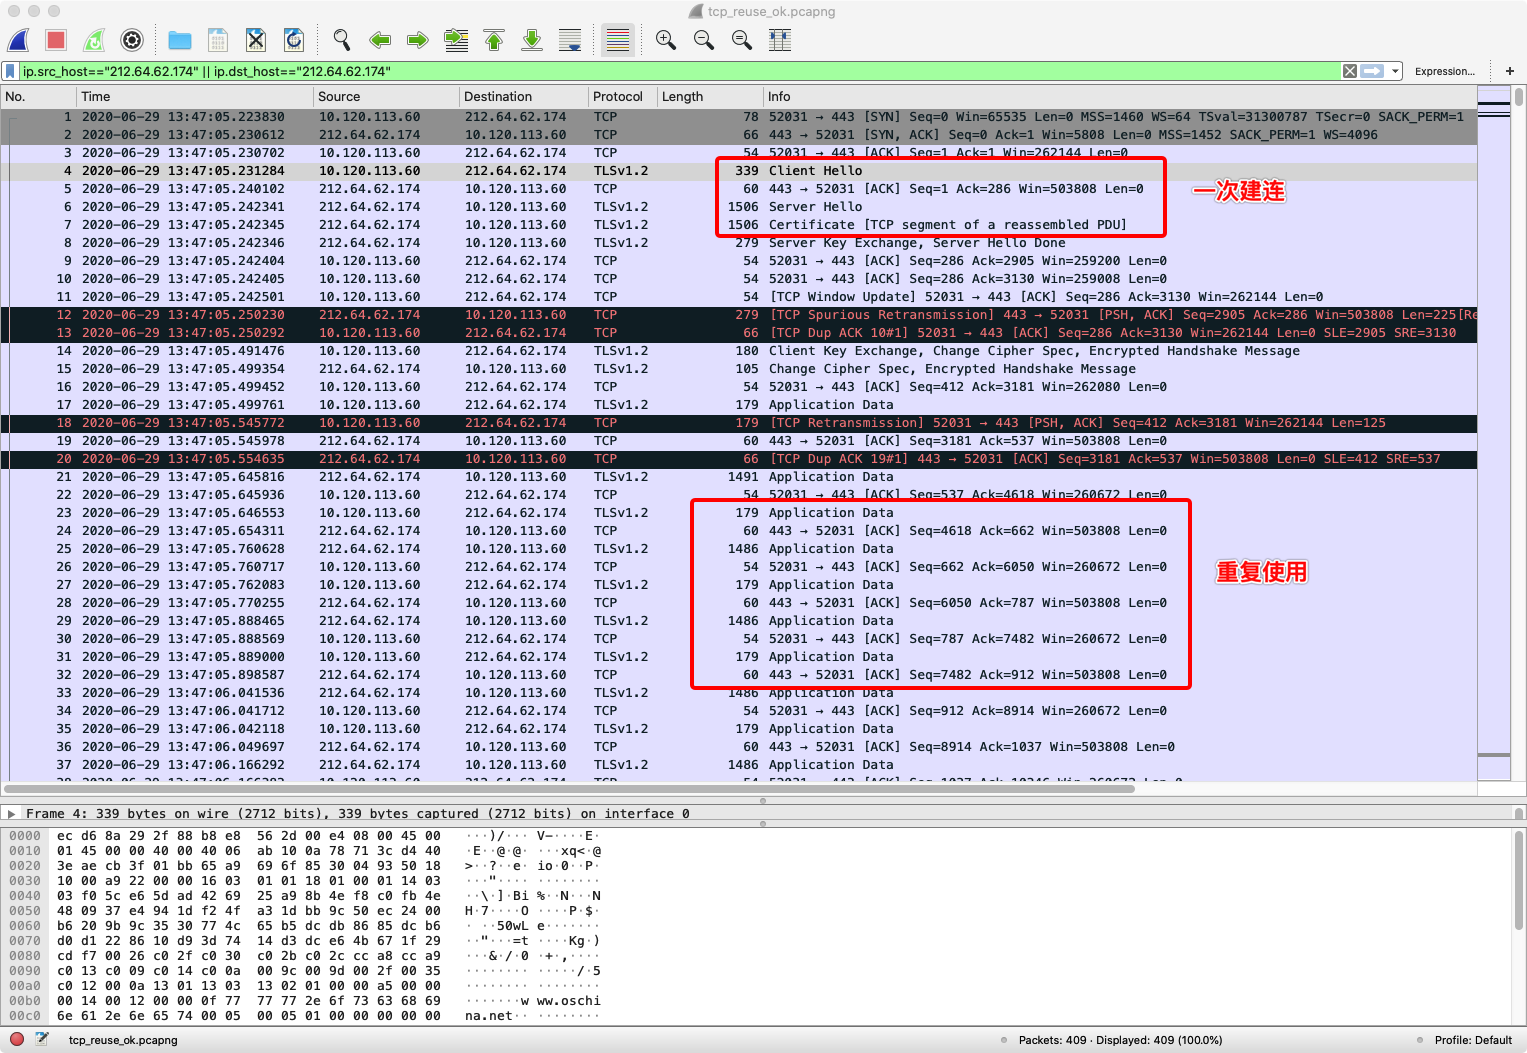 tcp_reuse_ok.pcapng
ip.src_host=="212.64.62.174" || ip.dst_host=="212.64.62.174"
Expression... +
No. Time Source Destination Protocol Length Info
1 2020-06-29 13:47:05.223830 10.120.113.60 212.64.62.174 TCP 78 52031 → 443 [SYN] Seq=0 Win=65535 Len=0 MSS=1460 WS=64 TSval=31300787 TSecr=0 SACK_PERM=1
2 2020-06-29 13:47:05.230612 212.64.62.174 10.120.113.60 TCP 66 443 → 52031 [SYN, ACK] Seq=0 Ack=1 Win=5808 Len=0 MSS=1452 SACK_PERM=1 WS=4096
3 2020-06-29 13:47:05.230702 10.120.113.60 212.64.62.174 TCP 54 52031 → 443 [ACK] Seq=1 Ack=1 Win=262144 Len=0
4 2020-06-29 13:47:05.231284 10.120.113.60 212.64.62.174 TLSv1.2 339 Client Hello
5 2020-06-29 13:47:05.240102 212.64.62.174 10.120.113.60 TCP 60 443 → 52031 [ACK] Seq=1 Ack=286 Win=503808 Len=0
一次建连
6 2020-06-29 13:47:05.242341 212.64.62.174 10.120.113.60 TLSv1.2 1506 Server Hello
7 2020-06-29 13:47:05.242345 212.64.62.174 10.120.113.60 TLSv1.2 1506 Certificate [TCP segment of a reassembled PDU]
8 2020-06-29 13:47:05.242346 212.64.62.174 10.120.113.60 TLSv1.2 279 Server Key Exchange, Server Hello Done
9 2020-06-29 13:47:05.242404 10.120.113.60 212.64.62.174 TCP 54 52031 → 443 [ACK] Seq=286 Ack=2905 Win=259200 Len=0
10 2020-06-29 13:47:05.242405 10.120.113.60 212.64.62.174 TCP 54 52031 → 443 [ACK] Seq=286 Ack=3130 Win=259008 Len=0
11 2020-06-29 13:47:05.242501 10.120.113.60 212.64.62.174 TCP 54 [TCP Window Update] 52031 → 443 [ACK] Seq=286 Ack=3130 Win=262144 Len=0
12 2020-06-29 13:47:05.250230 212.64.62.174 10.120.113.60 TCP 279 [TCP Spurious Retransmission] 443 → 52031 [PSH, ACK] Seq=2905 Ack=286 Win=503808 Len=225[Re
13 2020-06-29 13:47:05.250292 10.120.113.60 212.64.62.174 TCP 66 [TCP Dup ACK 10#1] 52031 → 443 [ACK] Seq=286 Ack=3130 Win=262144 Len=0 SLE=2905 SRE=3130
14 2020-06-29 13:47:05.491476 10.120.113.60 212.64.62.174 TLSv1.2 180 Client Key Exchange, Change Cipher Spec, Encrypted Handshake Message
15 2020-06-29 13:47:05.499354 212.64.62.174 10.120.113.60 TLSv1.2 105 Change Cipher Spec, Encrypted Handshake Message
16 2020-06-29 13:47:05.499452 10.120.113.60 212.64.62.174 TCP 54 52031 → 443 [ACK] Seq=412 Ack=3181 Win=262080 Len=0
17 2020-06-29 13:47:05.499761 10.120.113.60 212.64.62.174 TLSv1.2 179 Application Data
18 2020-06-29 13:47:05.545772 10.120.113.60 212.64.62.174 TCP 179 [TCP Retransmission] 52031 → 443 [PSH, ACK] Seq=412 Ack=3181 Win=262144 Len=125
19 2020-06-29 13:47:05.545978 212.64.62.174 10.120.113.60 TCP 60 443 → 52031 [ACK] Seq=3181 Ack=537 Win=503808 Len=0
20 2020-06-29 13:47:05.554635 212.64.62.174 10.120.113.60 TCP 66 [TCP Dup ACK 19#1] 443 → 52031 [ACK] Seq=3181 Ack=537 Win=503808 Len=0 SLE=412 SRE=537
21 2020-06-29 13:47:05.645816 212.64.62.174 10.120.113.60 TLSv1.2 1491 Application Data
22 2020-06-29 13:47:05.645936 10.120.113.60 212.64.62.174 TCP 54 52031 → 443 [ACK] Seq=537 Ack=4618 Win=260672 Len=0
23 2020-06-29 13:47:05.646553 10.120.113.60 212.64.62.174 TLSv1.2 179 Application Data
24 2020-06-29 13:47:05.654311 212.64.62.174 10.120.113.60 TCP 60 443 → 52031 [ACK] Seq=4618 Ack=662 Win=503808 Len=0
25 2020-06-29 13:47:05.760628 212.64.62.174 10.120.113.60 TLSv1.2 1486 Application Data
26 2020-06-29 13:47:05.760717 10.120.113.60 212.64.62.174 TCP 54 52031 → 443 [ACK] Seq=662 Ack=6050 Win=260672 Len=0
重复使用
27 2020-06-29 13:47:05.762083 10.120.113.60 212.64.62.174 TLSv1.2 179 Application Data
28 2020-06-29 13:47:05.770255 212.64.62.174 10.120.113.60 TCP 60 443 → 52031 [ACK] Seq=6050 Ack=787 Win=503808 Len=0
29 2020-06-29 13:47:05.888465 212.64.62.174 10.120.113.60 TLSv1.2 1486 Application Data
30 2020-06-29 13:47:05.888569 10.120.113.60 212.64.62.174 TCP 54 52031 → 443 [ACK] Seq=787 Ack=7482 Win=260672 Len=0
31 2020-06-29 13:47:05.889000 10.120.113.60 212.64.62.174 TLSv1.2 179 Application Data
32 2020-06-29 13:47:05.898587 212.64.62.174 10.120.113.60 TCP 60 443 → 52031 [ACK] Seq=7482 Ack=912 Win=503808 Len=0
33 2020-06-29 13:47:06.041536 212.64.62.174 10.120.113.60 TLSv1.2 1486 Application Data
34 2020-06-29 13:47:06.041712 10.120.113.60 212.64.62.174 TCP 54 52031 → 443 [ACK] Seq=912 Ack=8914 Win=260672 Len=0
35 2020-06-29 13:47:06.042118 10.120.113.60 212.64.62.174 TLSv1.2 179 Application Data
36 2020-06-29 13:47:06.049697 212.64.62.174 10.120.113.60 TCP 60 443 → 52031 [ACK] Seq=8914 Ack=1037 Win=503808 Len=0
37 2020-06-29 13:47:06.166292 212.64.62.174 10.120.113.60 TLSv1.2 1486 Application Data
Frame 4: 339 bytes on wire (2712 bits), 339 bytes captured (2712 bits) on interface 0
0000 ec d6 8a 29 2f 88 b8 e8 56 2d 00 e4 08 00 45 00 ···)/··· V-····E·
0010 01 45 00 00 40 00 40 06 ab 10 0a 78 71 3c d4 40 ·E··@·@· ···xq<·@
0020 3e ae cb 3f 01 bb 65 a9 69 6f 85 30 04 93 50 18 >··?··e· io·0··P·
0030 10 00 a9 22 00 00 16 03 01 01 18 01 00 01 14 03 ···"···· ········
0040 03 f0 5c e6 5d ad 42 69 25 a9 8b 4e f8 c0 fb 4e ··\·]·Bi %··N···N
0050 48 09 37 e4 94 1d f2 4f a3 1d bb 9c 50 ec 24 00 H·7····O ····P·$·
0060 b6 20 9b 9c 35 30 77 4c 65 b5 dc db 86 85 dc b6 · ··50wL e·······
0070 d0 d1 22 86 10 d9 3d 74 14 d3 dc e6 4b 67 1f 29 ··"···=t ····Kg·)
0080 cd f7 00 26 c0 2f c0 30 c0 2b c0 2c cc a8 cc a9 ···&·/·0 ·+·,····
0090 c0 13 c0 09 c0 14 c0 0a 00 9c 00 9d 00 2f 00 35 ········ ·····/·5
00a0 c0 12 00 0a 13 01 13 03 13 02 01 00 00 a5 00 00 ········ ········
00b0 00 14 00 12 00 00 0f 77 77 77 2e 6f 73 63 68 69 ·······w ww.oschi
00c0 6e 61 2e 6e 65 74 00 05 00 05 01 00 00 00 00 00 na.net·· ········
tcp_reuse_ok.pcapng
Packets: 409 · Displayed: 409 (100.0%)
Profile: Default